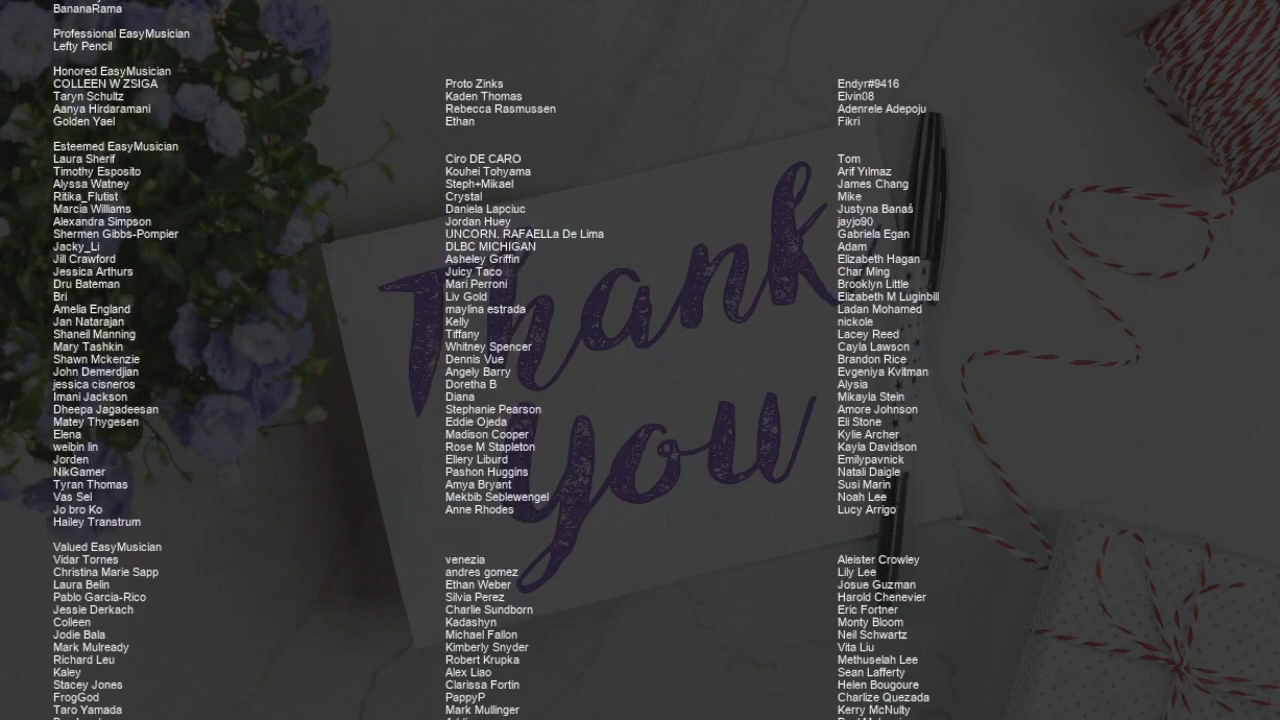 BananaRama
Professional EasyMusician
Lefty Pencil
Honored EasyMusician
COLLEEN W ZSIGA
Taryn Schultz
Aanya Hirdaramani
Golden Yael
Proto Zinks
Kaden Thomas
Rebecca Rasmussen
Ethan
Endyr#9416
Elvin08
Adenrele Adepoju
Fikri
Esteemed EasyMusician
Laura Sherif
Timothy Esposito
Alyssa Watney
Ritika_Flutist
Marcia Williams
Alexandra Simpson
Shermen Gibbs-Pompier
Jacky_Li
Jill Crawford
Jessica Arthurs
Dru Bateman
Bri
Amelia England
Jan Natarajan
Shaneil Manning
Mary Tashkin
Shawn Mckenzie
John Demerdjian
jessica cisneros
Imani Jackson
Dheepa Jagadeesan
Matey Thygesen
Elena
weibin lin
Jorden
NikGamer
Tyran Thomas
Vas Sel
Jo bro Ko
Hailey Transtrum
Ciro DE CARO
Kouhei Tohyama
Steph+Mikael
Crystal
Daniela Lapciuc
Jordan Huey
UNCORN. RAFAELLa De Lima
DLBC MICHIGAN
Asheley Griffin
Juicy Taco
Mari Perroni
Liv Gold
maylina estrada
Kelly
Tiffany
Whitney Spencer
Dennis Vue
Angely Barry
Doretha B
Diana
Stephanie Pearson
Eddie Ojeda
Madison Cooper
Rose M Stapleton
Ellery Liburd
Pashon Huggins
Amya Bryant
Mekbib Seblewengel
Anne Rhodes
Tom
Arif Yılmaz
James Chang
Mike
Justyna Banaś
jayjo90
Gabriela Egan
Adam
Elizabeth Hagan
Char Ming
Brooklyn Little
Elizabeth M Luginbill
Ladan Mohamed
nickole
Lacey Reed
Cayla Lawson
Brandon Rice
Evgeniya Kvitman
Alysia
Mikayla Stein
Amore Johnson
Eli Stone
Kylie Archer
Kayla Davidson
Emilypavnick
Natali Daigle
Susi Marin
Noah Lee
Lucy Arrigo
Valued EasyMusician
Vidar Tornes
Christina Marie Sapp
Laura Belin
Pablo Garcia-Rico
Jessie Derkach
Colleen
Jodie Bala
Mark Mulready
Richard Leu
Kaley
Stacey Jones
FrogGod
Taro Yamada
venezia
andres gomez
Ethan Weber
Silvia Perez
Charlie Sundborn
Kadashyn
Michael Fallon
Kimberly Snyder
Robert Krupka
Alex Liao
Clarissa Fortin
PappyP
Mark Mullinger
Aleister Crowley
Lily Lee
Josue Guzman
Harold Chenevier
Eric Fortner
Monty Bloom
Neil Schwartz
Vita Liu
Methuselah Lee
Sean Lafferty
Helen Bougoure
Charlize Quezada
Kerry McNulty
Thank
you